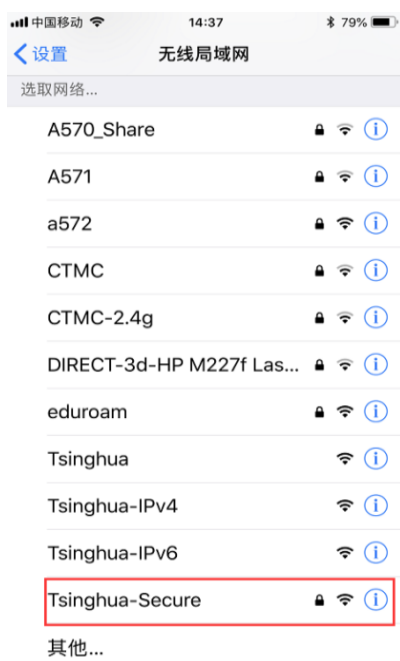 中国移动 14:37 79%
设置 无线局域网
选取网络...
A570_Share
A571
a572
CTMC
CTMC-2.4g
DIRECT-3d-HP M227f Las...
eduroam
Tsinghua
Tsinghua-IPv4
Tsinghua-IPv6
Tsinghua-Secure
其他...